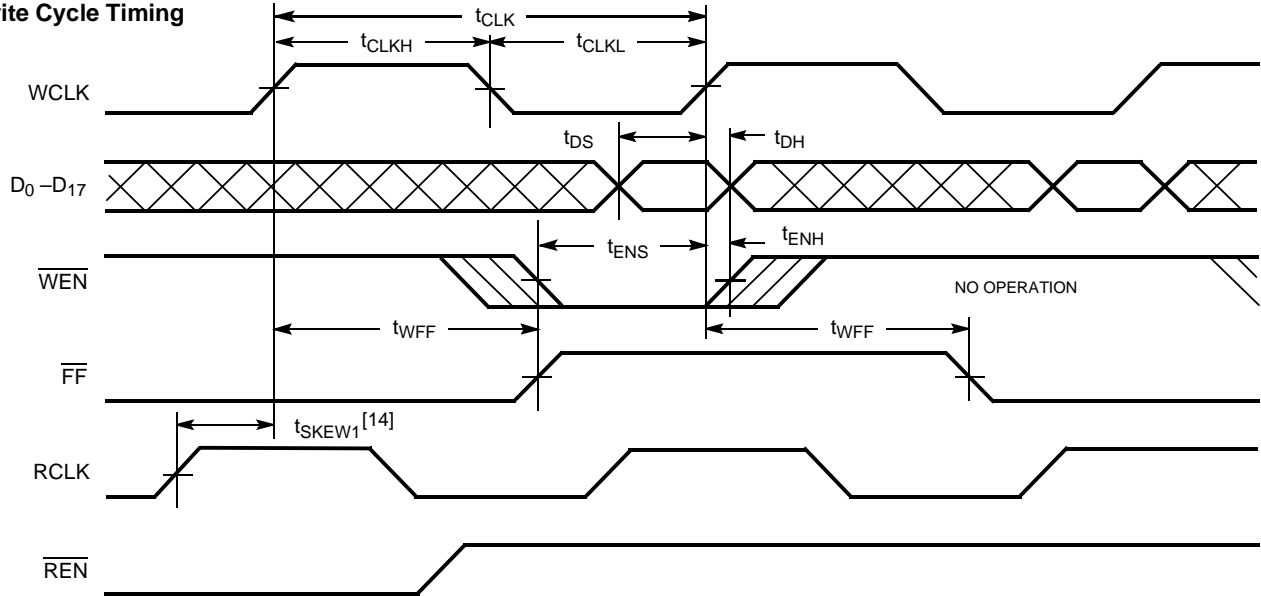 ite Cycle Timing
tCLK
tCLKH
tCLKL
WCLK
tDS
tDH
D0 –D17
tENS
tENH
WEN
NO OPERATION
tWFF
tWFF
FF
tSKEW1[14]
RCLK
REN